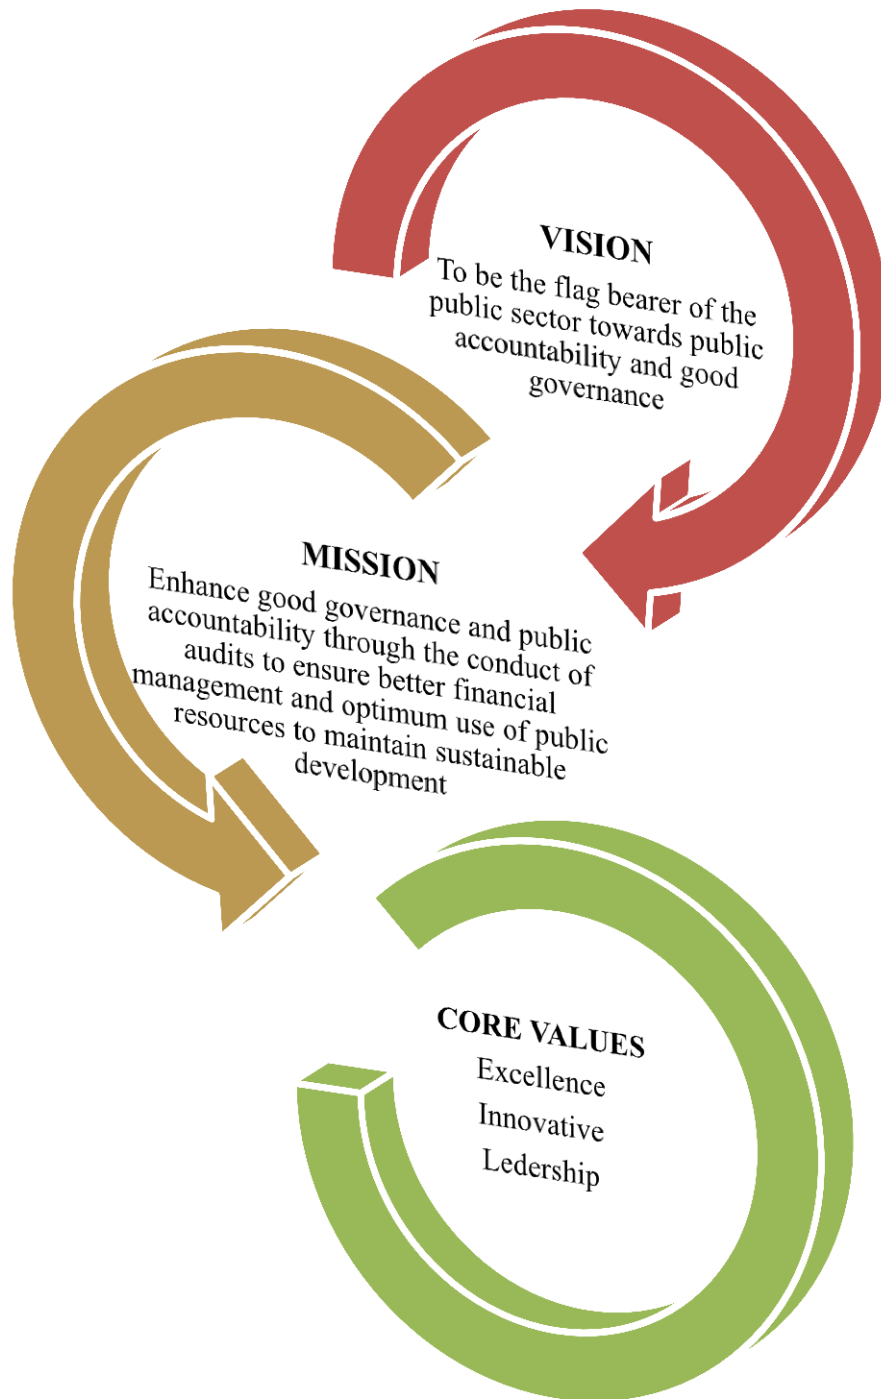 VISION
To be the flag bearer of the
public sector towards public
accountability and good
governance
MISSION
Enhance good governance and public
accountability through the conduct of
audits to ensure better financial
management and optimum use of public
resources to maintain sustainable
development
CORE VALUES
Excellence
Innovative
Ledership